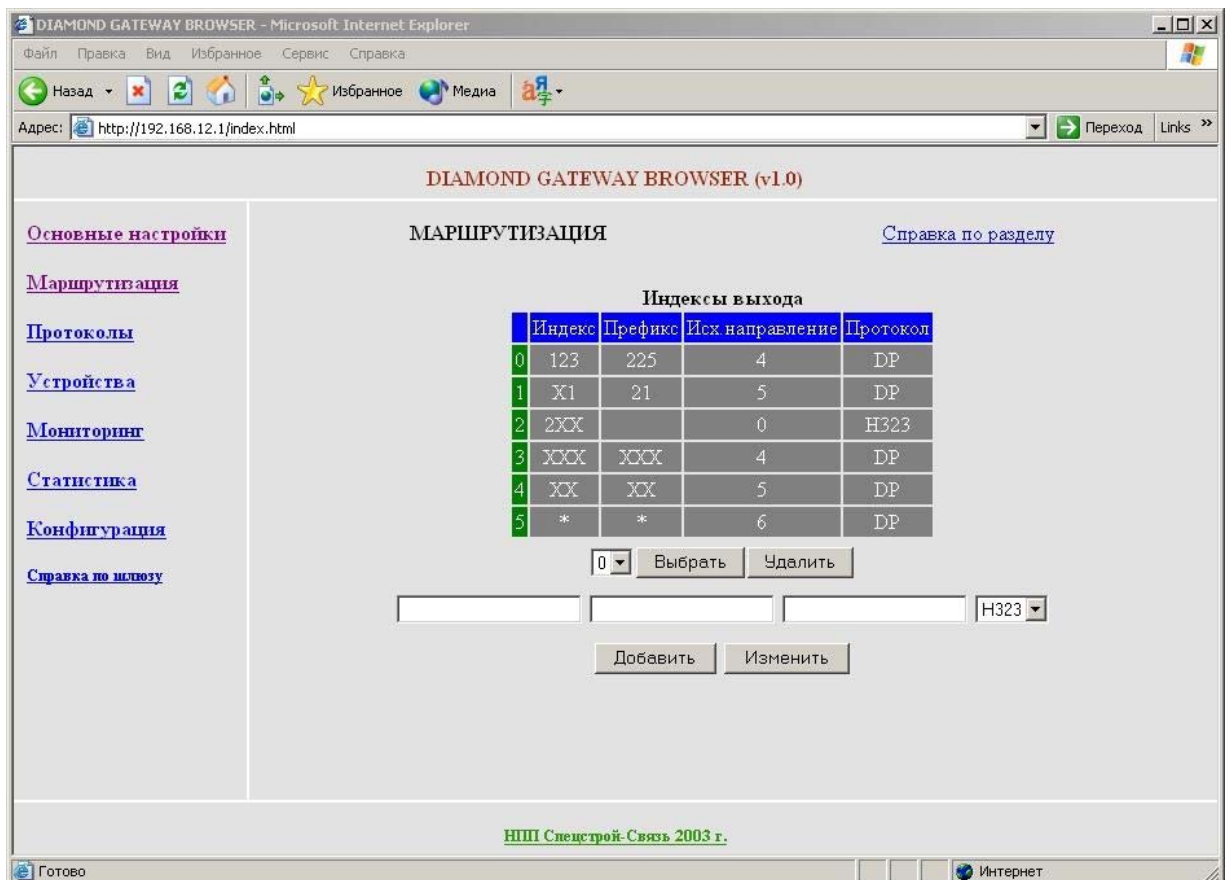 DIAMOND GATEWAY BROWSER - Microsoft Internet Explorer
Файл Правка Вид Избранное Сервис Справка
Назад Избранное Медиа
Адрес: http://192.168.12.1/index.html Переход Links »
DIAMOND GATEWAY BROWSER (v1.0)
Основные настройки
Маршрутизация
Протоколы
Устройства
Мониторинг
Статистика
Конфигурация
Справка по шлюзу
МАРШРУТИЗАЦИЯ Справка по разделу
Индексы выхода
Индекс Префикс Исх.направление Протокол
0 123 225 4 DP
1 X1 21 5 DP
2 2XX 0 H323
3 XXX XXX 4 DP
4 XX XX 5 DP
5 * * 6 DP
0 Выбрать Удалить
H323
Добавить Изменить
НПП Спецстрой-Связь 2003 г.
Готово Интернет